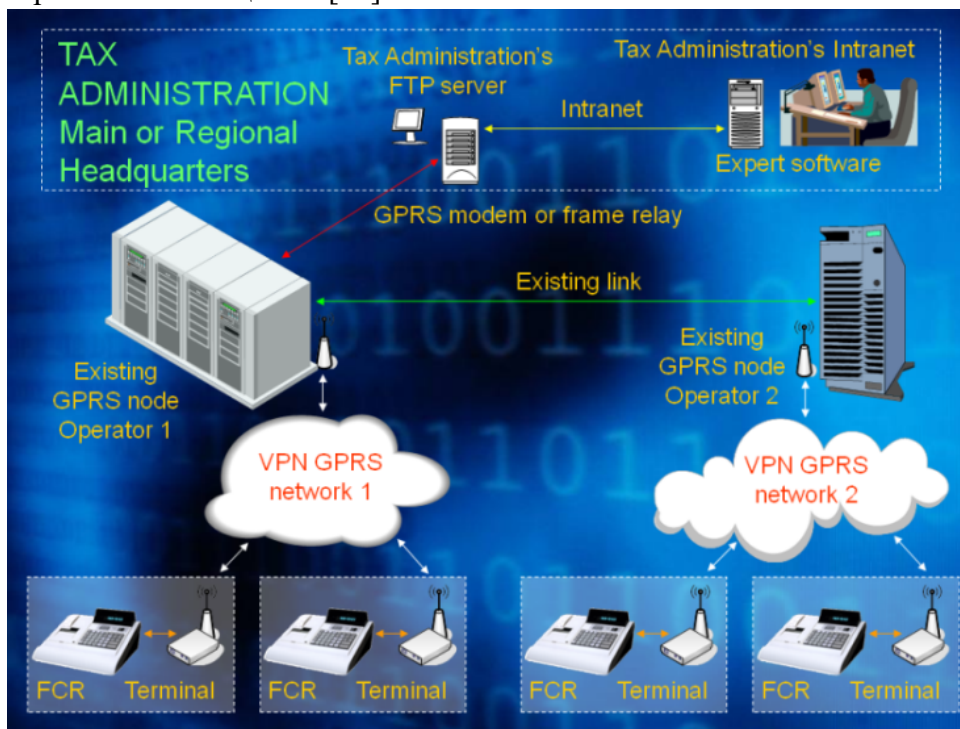 TAX
ADMINISTRATION
Main or Regional
Headquarters
Tax Administration's
FTP server
Tax Administration's Intranet
Intranet
Expert software
GPRS modem or frame relay
Existing link
Existing
GPRS node
Operator 1
Existing
GPRS node
Operator 2
VPN GPRS
network 1
VPN GPRS
network 2
FCR Terminal
FCR Terminal
FCR Terminal
FCR Terminal